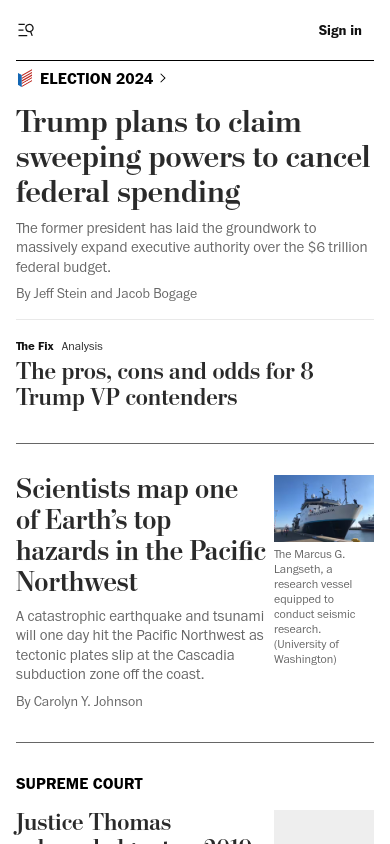 Sign in
ELECTION 2024
Trump plans to claim
sweeping powers to cancel
federal spending
The former president has laid the groundwork to
massively expand executive authority over the $6 trillion
federal budget.
By Jeff Stein and Jacob Bogage
The Fix Analysis
The pros, cons and odds for 8
Trump VP contenders
Scientists map one
of Earth’s top
hazards in the Pacific
Northwest
A catastrophic earthquake and tsunami
will one day hit the Pacific Northwest as
tectonic plates slip at the Cascadia
subduction zone off the coast.
By Carolyn Y. Johnson
The Marcus G.
Langseth, a
research vessel
equipped to
conduct seismic
research.
(University of
Washington)
SUPREME COURT
Justice Thomas